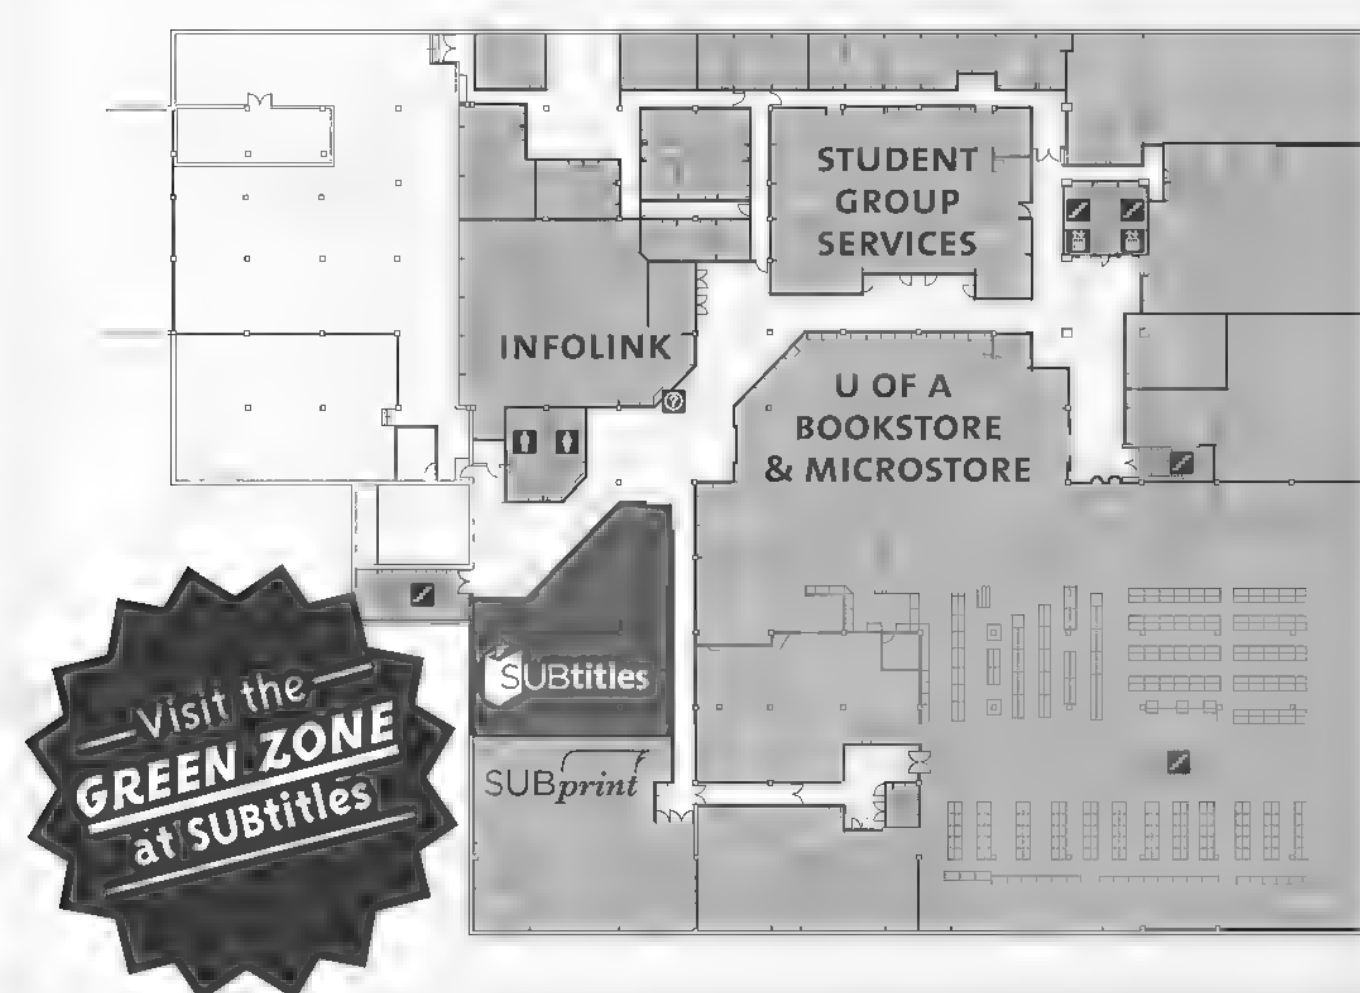 STUDENT
GROUP
SERVICES
INFOLINK
?
U OF A
BOOKSTORE
& MICROSTORE
SUBtitles
SUBprint
Visit the
GREEN ZONE
at SUBtitles